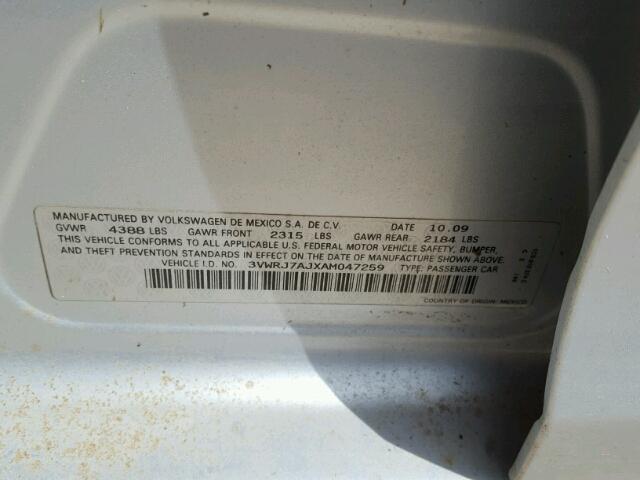 MANUFACTURED BY VOLKSWAGEN DE MEXICO S.A. DE C.V. DATE 10.09
GVWR 4388 LBS GAWR FRONT 2315 LBS GAWR REAR 2184 LBS
THIS VEHICLE CONFORMS TO ALL APPLICABLE U.S. FEDERAL MOTOR VEHICLE SAFETY, BUMPER,
AND THEFT PREVENTION STANDARDS IN EFFECT ON THE DATE OF MANUFACTURE SHOWN ABOVE.
VEHICLE I.D. NO. 3VWRJ7AJXAM047259 TYPE: PASSENGER CAR
COUNTRY OF ORIGIN: MEXICO